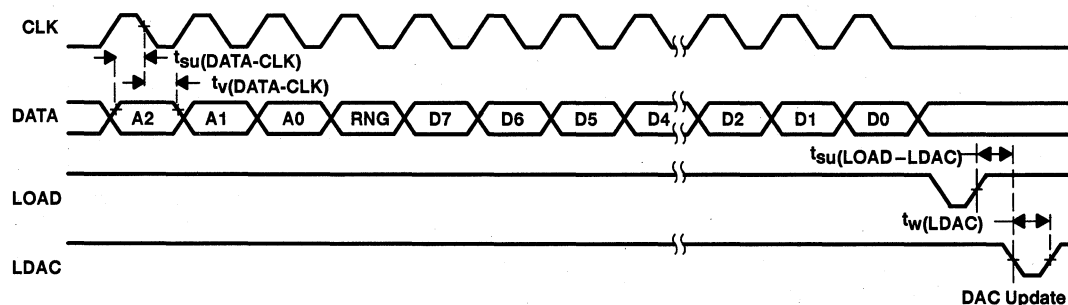 CLK
tsu(DATA-CLK)
tv(DATA-CLK)
DATA
A2 A1 A0 RNG D7 D6 D5 D4 D2 D1 D0
tsu(LOAD–LDAC)
LOAD
tw(LDAC)
LDAC
DAC Update